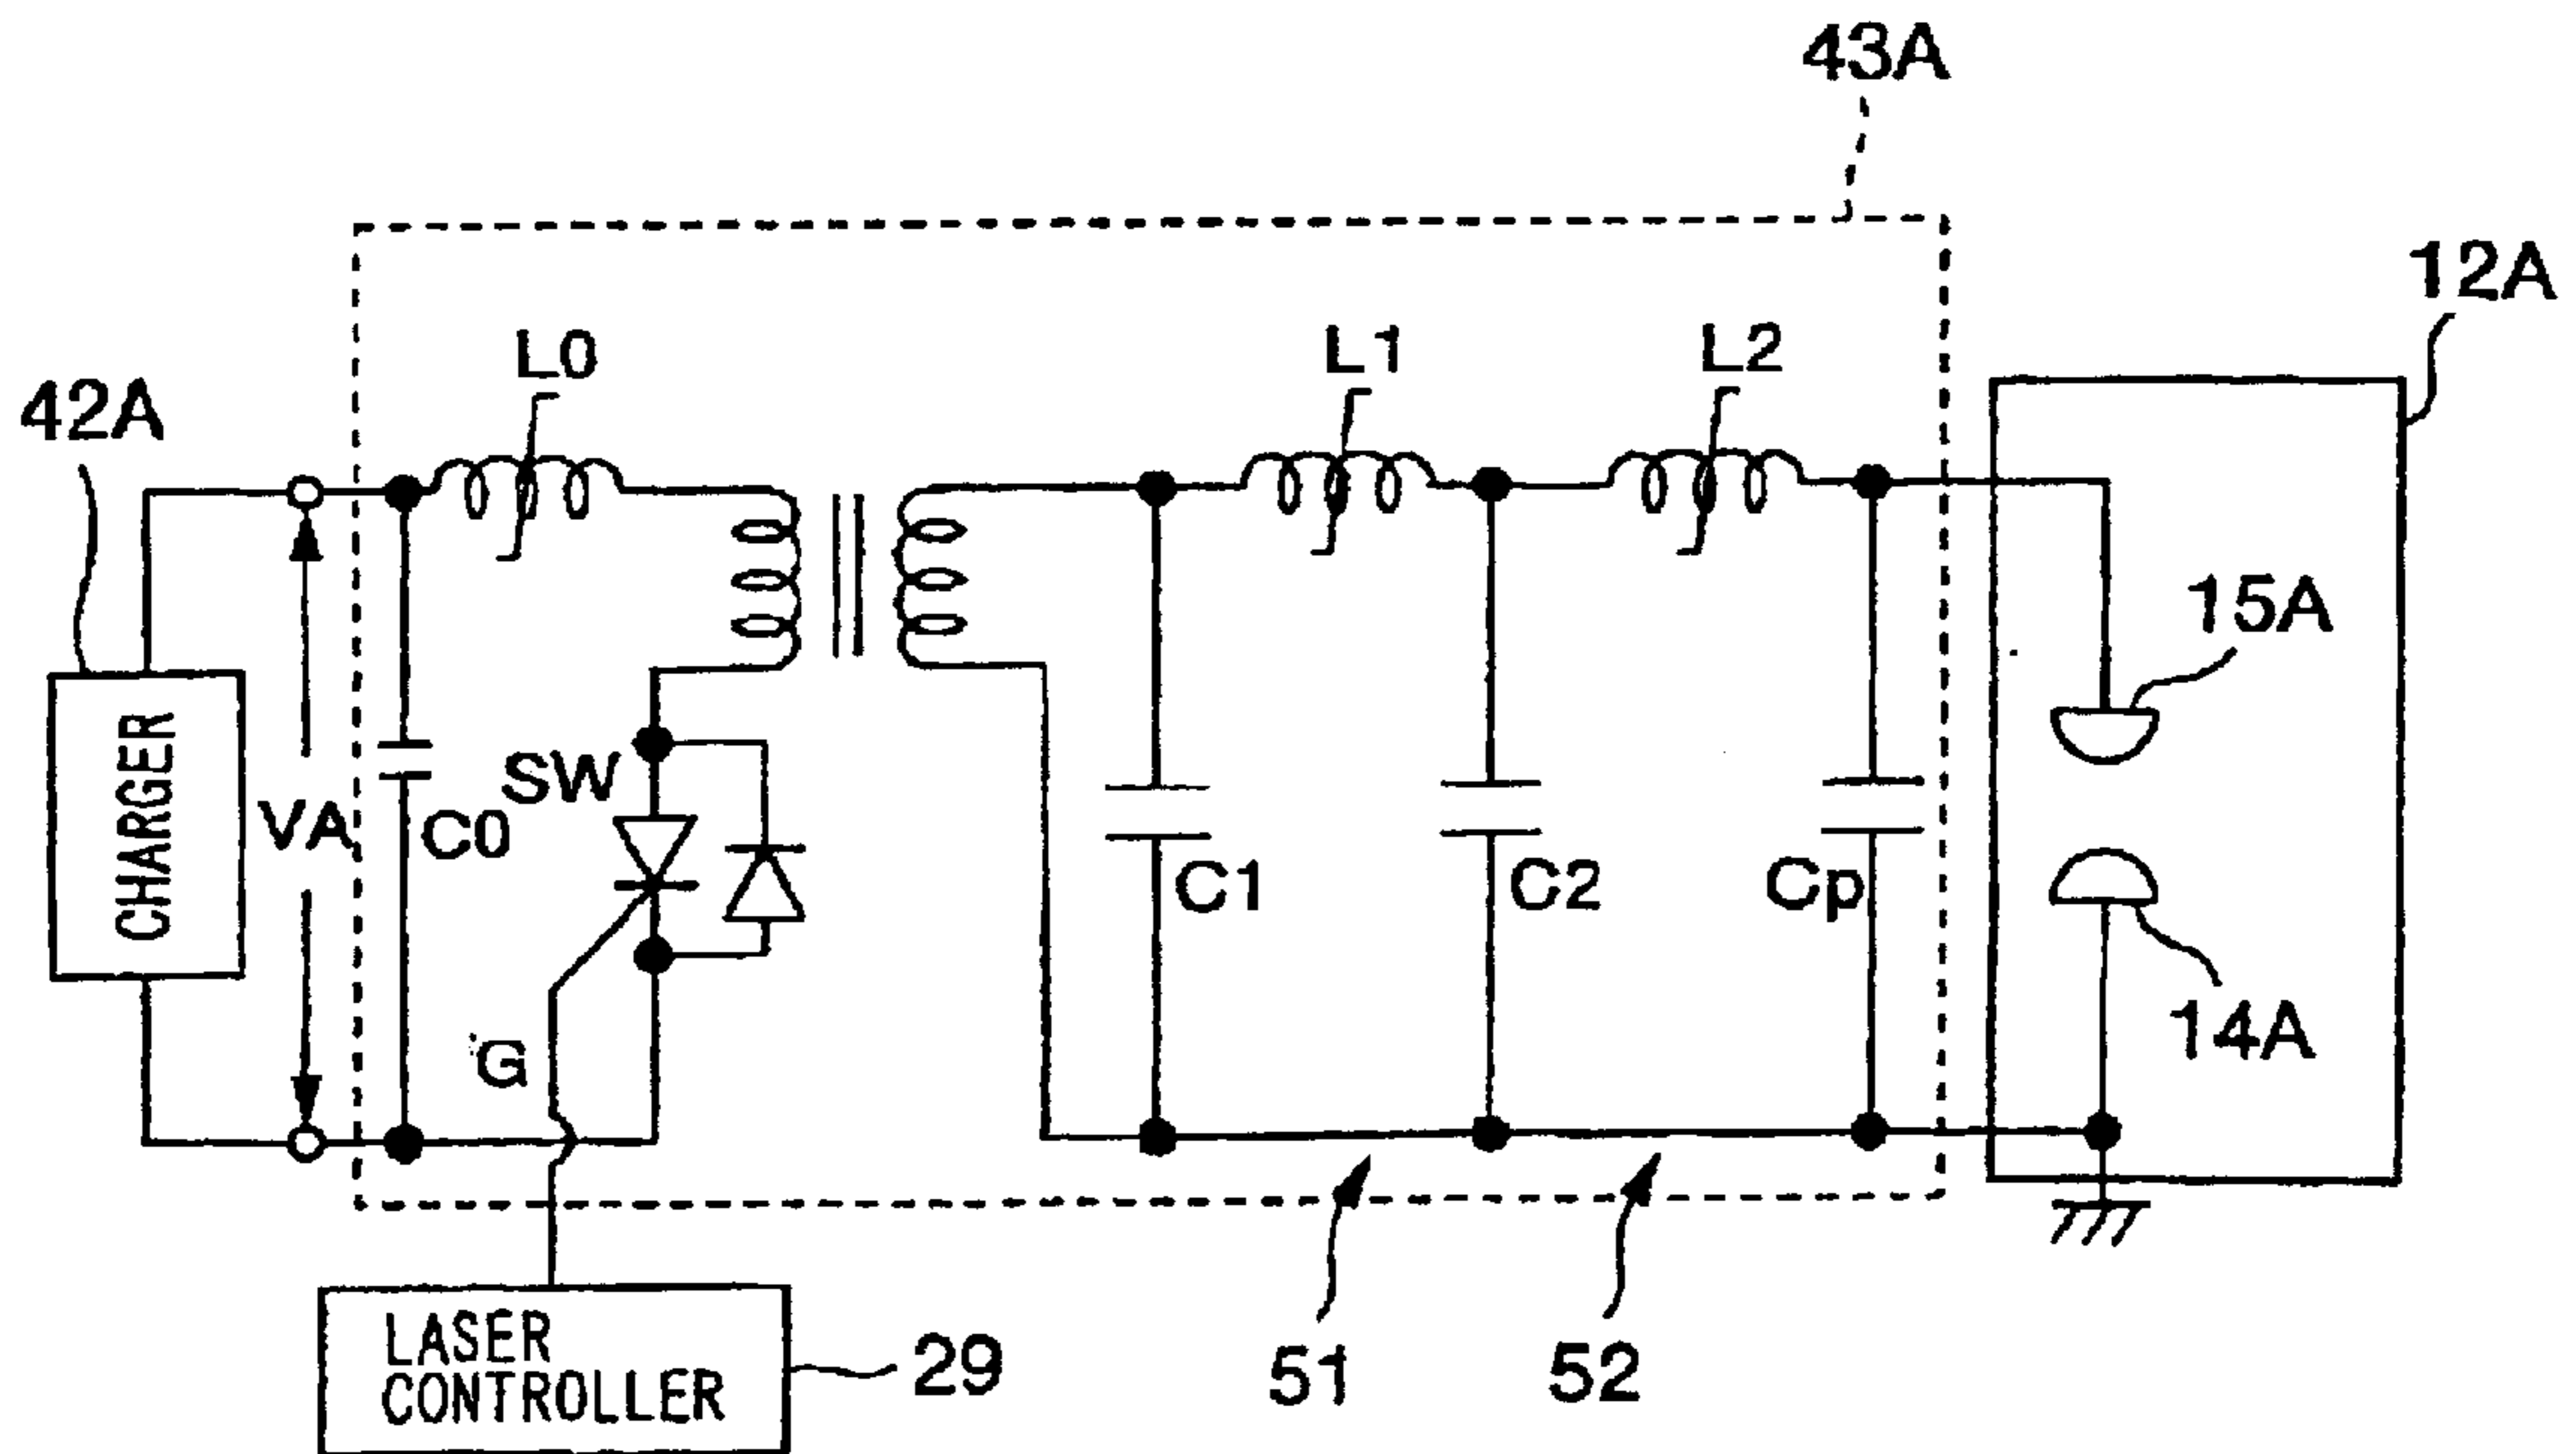 43A
12A
L0
L1
L2
42A
15A
CHARGER
VA
C0
SW
C1
C2
Cp
14A
G
LASER
CONTROLLER
29
51
52